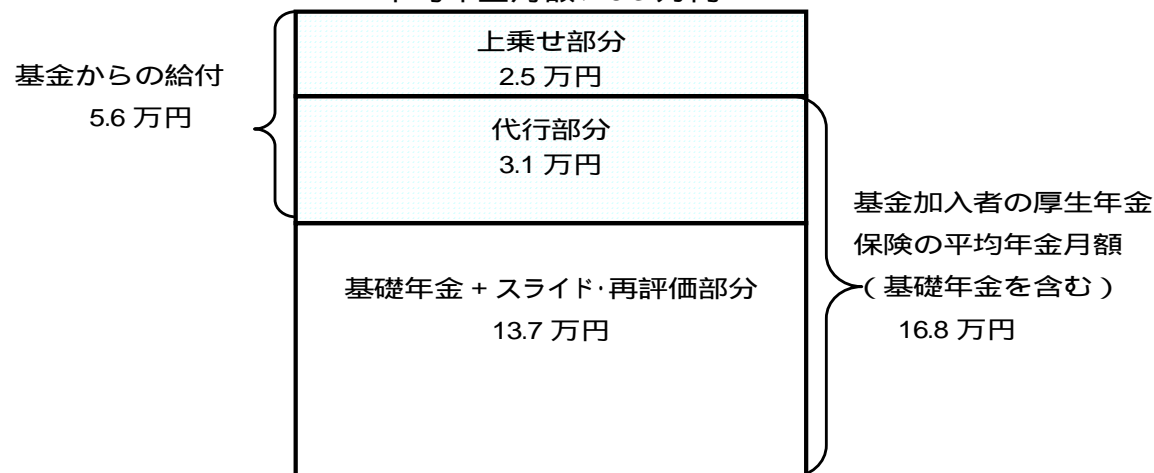 上乗せ部分
2.5 万円
基金からの給付
5.6 万円
代行部分
3.1 万円
基金加入者の厚生年金
保険の平均年金月額
( 基礎年金を含む )
16.8 万円
基礎年金 + スライド・再評価部分
13.7 万円